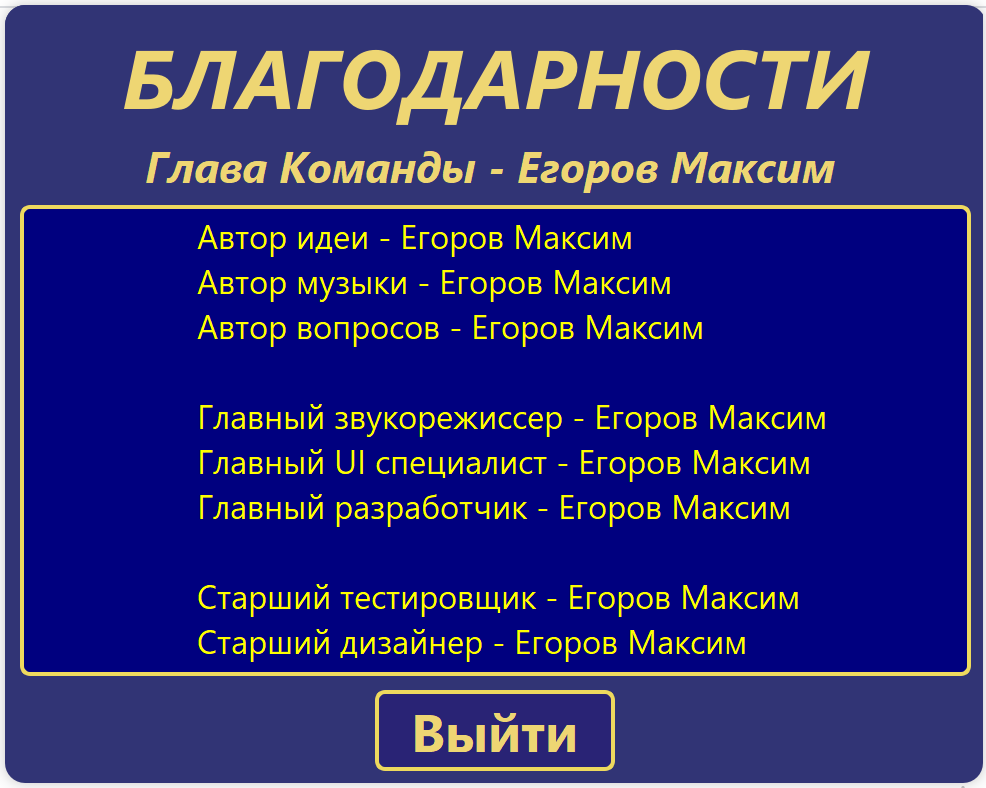 БЛАГОДАРНОСТИ
Глава Команды - Егоров Максим
Автор идеи - Егоров Максим
Автор музыки - Егоров Максим
Автор вопросов - Егоров Максим
Главный звукорежиссер - Егоров Максим
Главный UI специалист - Егоров Максим
Главный разработчик - Егоров Максим
Старший тестировщик - Егоров Максим
Старший дизайнер - Егоров Максим
Выйти